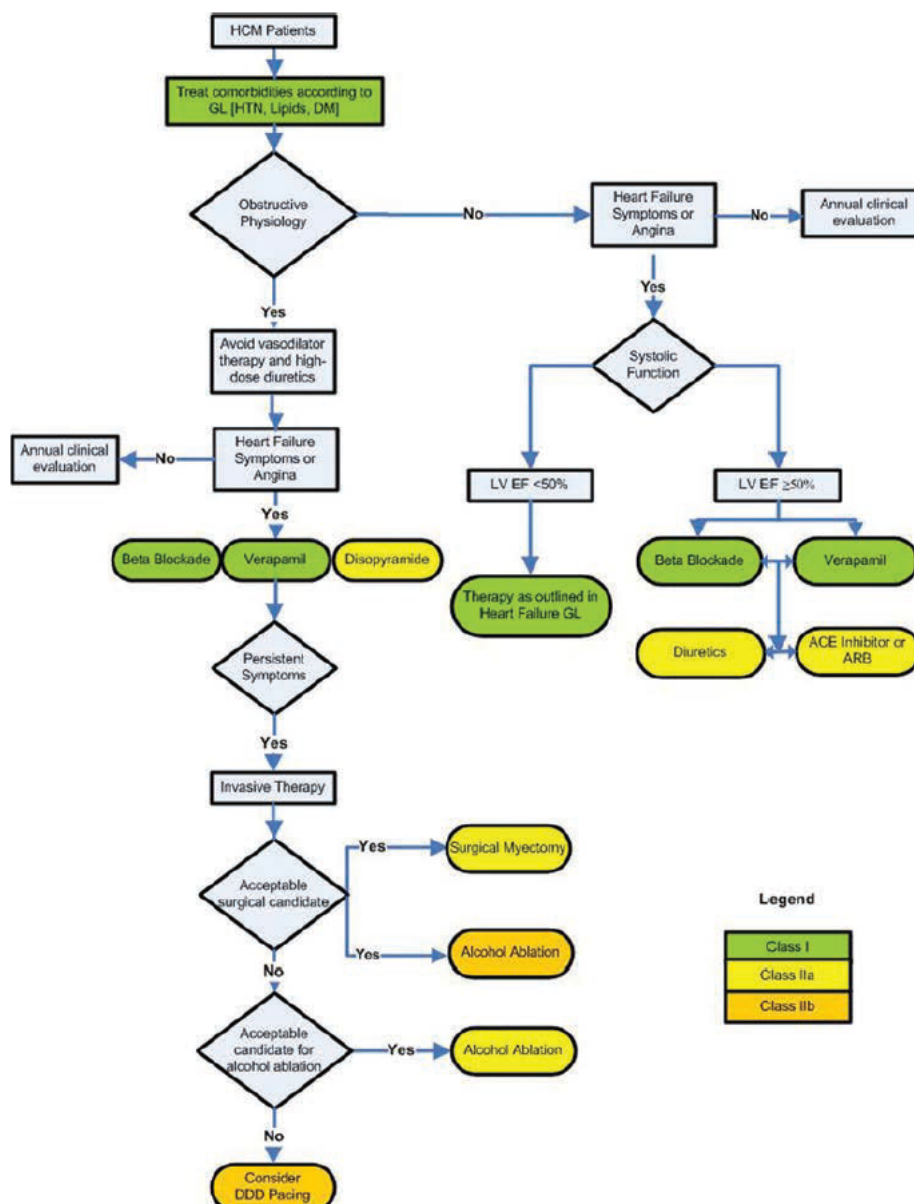 HCM Patients
Treat comorbidities according to
GL [HTN, Lipids, DM]
Obstructive
Physiology
No
Heart Failure
Symptoms or
Angina
No
Annual clinical
evaluation
Yes
Yes
Avoid vasodilator
therapy and high-
dose diuretics
Systolic
Function
Annual clinical
evaluation
No
Heart Failure
Symptoms or
Angina
LV EF <50%
LV EF ≥50%
Yes
Beta Blockade
Verapamil
Disopyramide
Beta Blockade
Verapamil
Therapy as outlined in
Heart Failure GL
Persistent
Symptoms
Diuretics
ACE Inhibitor or
ARB
Yes
Invasive Therapy
Yes
Surgical Myectomy
Acceptable
surgical candidate
Yes
Alcohol Ablation
No
Acceptable
candidate for
alcohol ablation
Yes
Alcohol Ablation
No
Consider
DDD Pacing
Legend
Class I
Class IIa
Class IIb